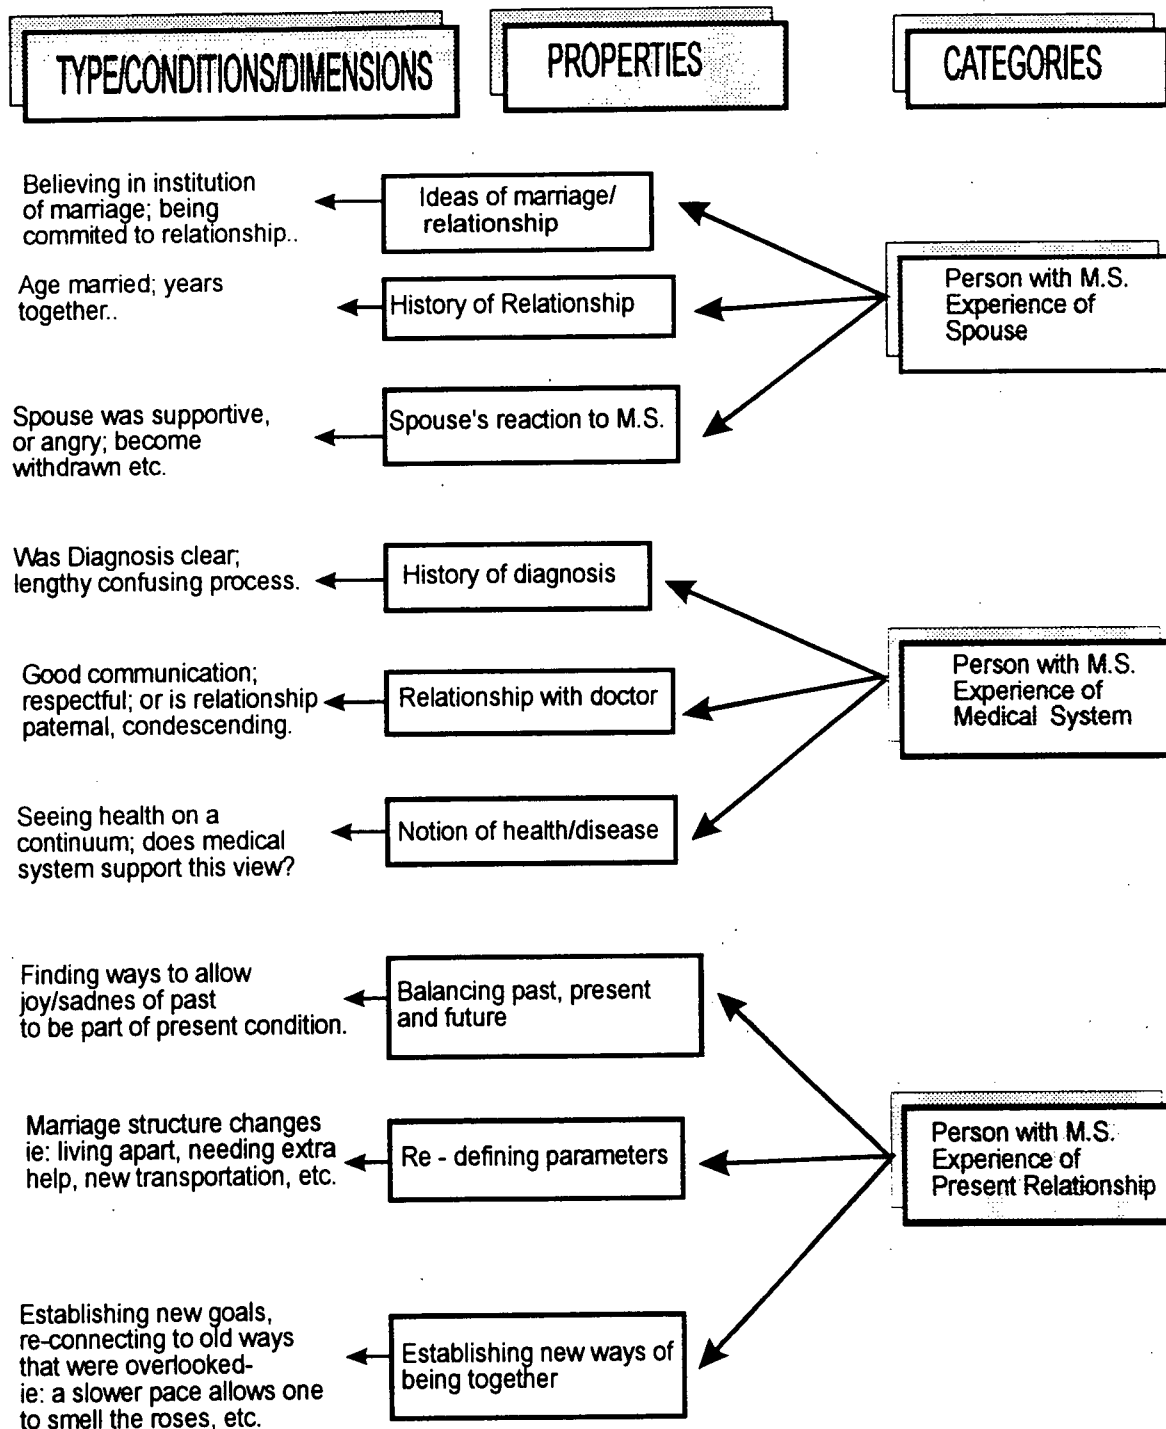 TYPE/CONDITIONS/DIMENSIONS
PROPERTIES
CATEGORIES
Believing in institution
of marriage; being
commited to relationship..
Ideas of marriage/
relationship
Age married; years
together..
History of Relationship
Person with M.S.
Experience of
Spouse
Spouse was supportive,
or angry; become
withdrawn etc.
Spouse's reaction to M.S.
Was Diagnosis clear;
lengthy confusing process.
History of diagnosis
Good communication;
respectful; or is relationship
paternal, condescending.
Relationship with doctor
Person with M.S.
Experience of
Medical System
Seeing health on a
continuum; does medical
system support this view?
Notion of health/disease
Finding ways to allow
joy/sadnes of past
to be part of present condition.
Balancing past, present
and future
Marriage structure changes
ie: living apart, needing extra
help, new transportation, etc.
Re - defining parameters
Person with M.S.
Experience of
Present Relationship
Establishing new goals,
re-connecting to old ways
that were overlooked-
ie: a slower pace allows one
to smell the roses, etc.
Establishing new ways of
being together